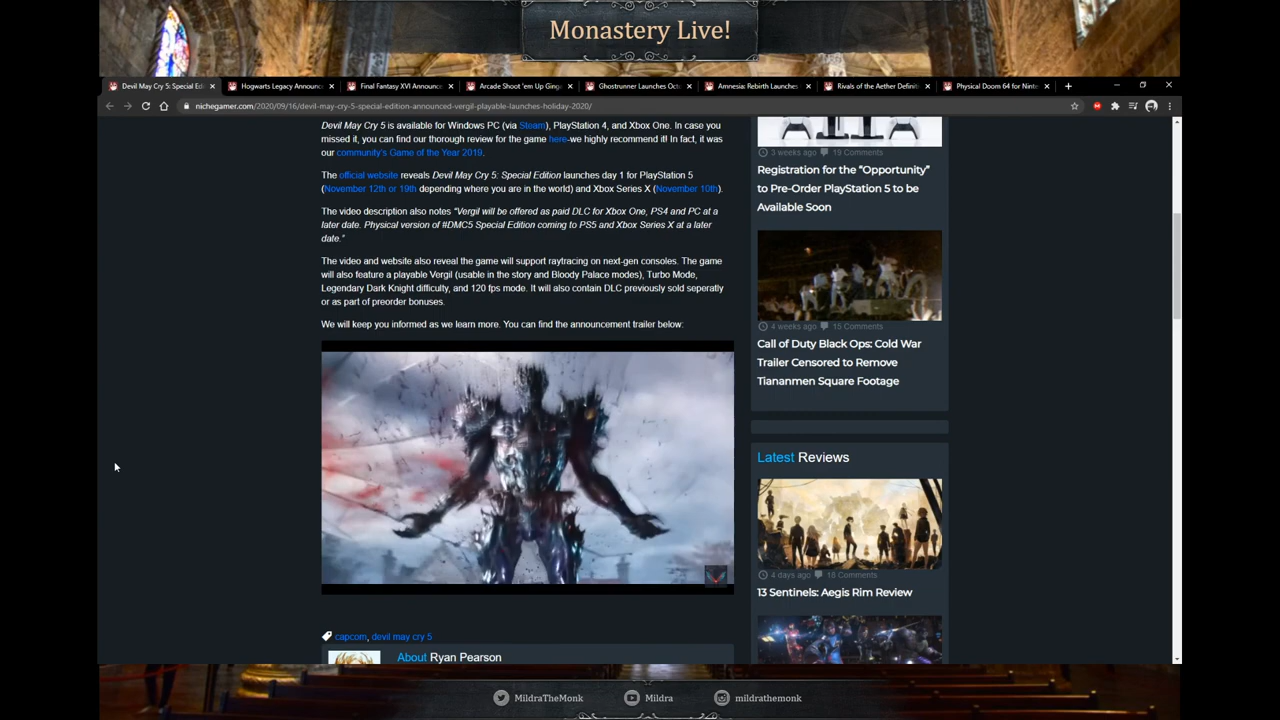 Monastery Live!
Devil May Cry 5: Special Edi
Hogwarts Legacy Announc
Final Fantasy XVI Announce
Arcade Shoot 'em Up Ging
Ghostrunner Launches Octo
Amnesia: Rebirth Launches
Rivals of the Aether Definit
Physical Doom 64 for Ninte
nichegamer.com/2020/09/16/devil-may-cry-5-special-edition-announced-vergil-playable-launches-holiday-2020/
Devil May Cry 5 is available for Windows PC (via Steam), PlayStation 4, and Xbox One. In case you
missed it, you can find our thorough review for the game here-we highly recommend it! In fact, it was
our community's Game of the Year 2019.
The official website reveals Devil May Cry 5: Special Edition launches day 1 for PlayStation 5
(November 12th or 19th depending where you are in the world) and Xbox Series X (November 10th).
The video description also notes "Vergil will be offered as paid DLC for Xbox One, PS4 and PC at a
later date. Physical version of #DMC5 Special Edition coming to PS5 and Xbox Series X at a later
date."
The video and website also reveal the game will support raytracing on next-gen consoles. The game
will also feature a playable Vergil (usable in the story and Bloody Palace modes), Turbo Mode,
Legendary Dark Knight difficulty, and 120 fps mode. It will also contain DLC previously sold seperatly
or as part of preorder bonuses.
We will keep you informed as we learn more. You can find the announcement trailer below:
capcom, devil may cry 5
About Ryan Pearson
3 weeks ago 19 Comments
Registration for the "Opportunity"
to Pre-Order PlayStation 5 to be
Available Soon
4 weeks ago 15 Comments
Call of Duty Black Ops: Cold War
Trailer Censored to Remove
Tiananmen Square Footage
Latest Reviews
4 days ago 18 Comments
13 Sentinels: Aegis Rim Review
MildraTheMonk
Mildra
mildrathemonk